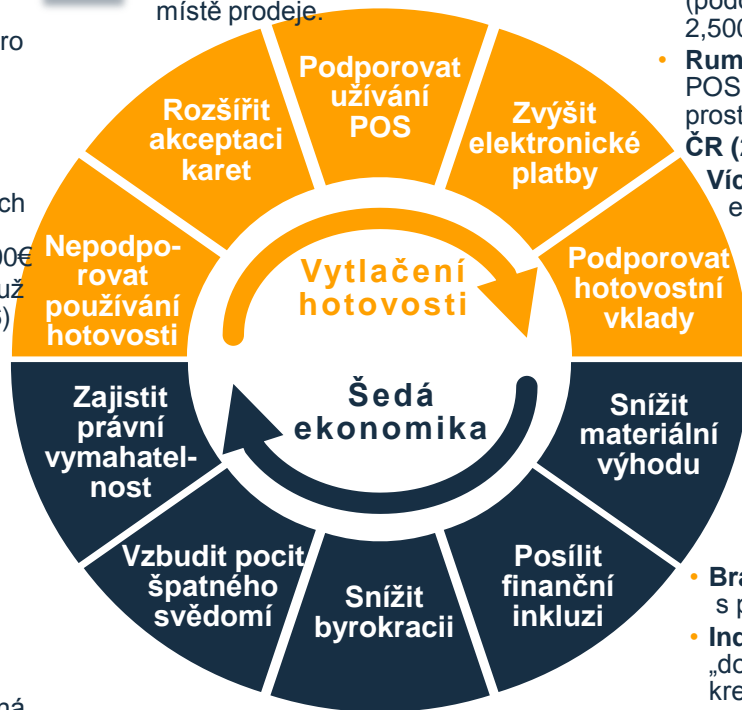 místě prodeje.
2,500
Podporovat
užívání
POS
Rozšířit
akceptaci
karet
Zvýšit
elektronické
platby
POS
ČR (2
Nepodpo-
rovat
používání
hotovosti
Vytlačení
hotovosti
Podporovat
hotovostní
vklady
už
Zajistit
právní
vymahatel-
nost
Šedá
ekonomika
Snížit
materiální
výhodu
Vzbudit pocit
špatného
svědomí
Snížit
byrokracii
Posílit
finanční
inkluzi
s p